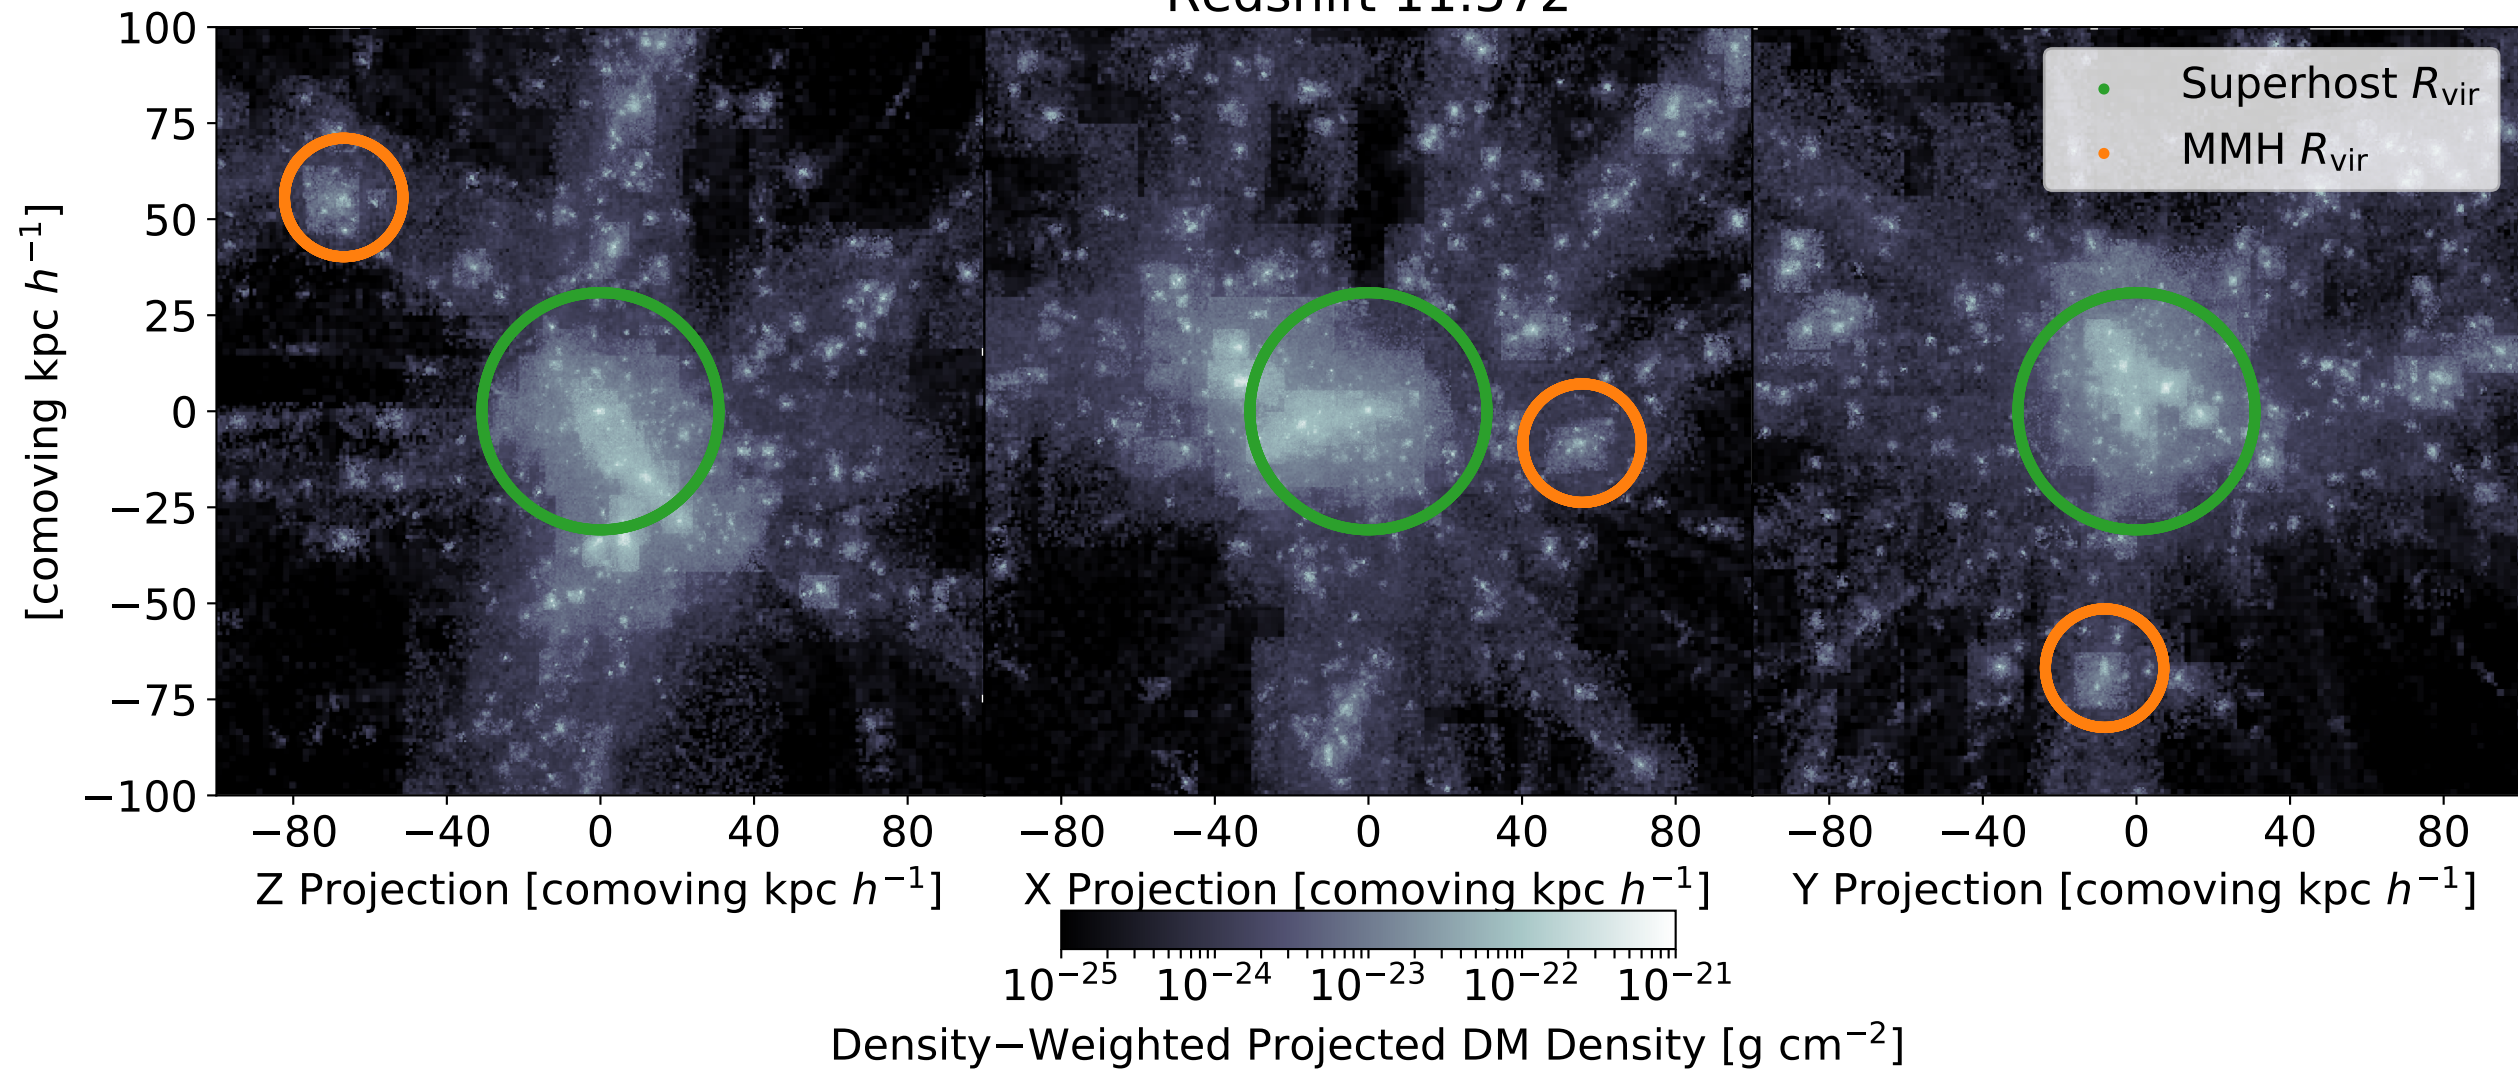 Redshift 11.572
100
75
50
25
0
−25
−50
−75
−100
[comoving kpc h⁻¹]
Superhost Rvir
MMH Rvir
−80 −40 0 40 80 −80 −40 0 40 80 −80 −40 0 40 80
Z Projection [comoving kpc h⁻¹] X Projection [comoving kpc h⁻¹] Y Projection [comoving kpc h⁻¹]
10⁻²⁵ 10⁻²⁴ 10⁻²³ 10⁻²² 10⁻²¹
Density−Weighted Projected DM Density [g cm⁻²]